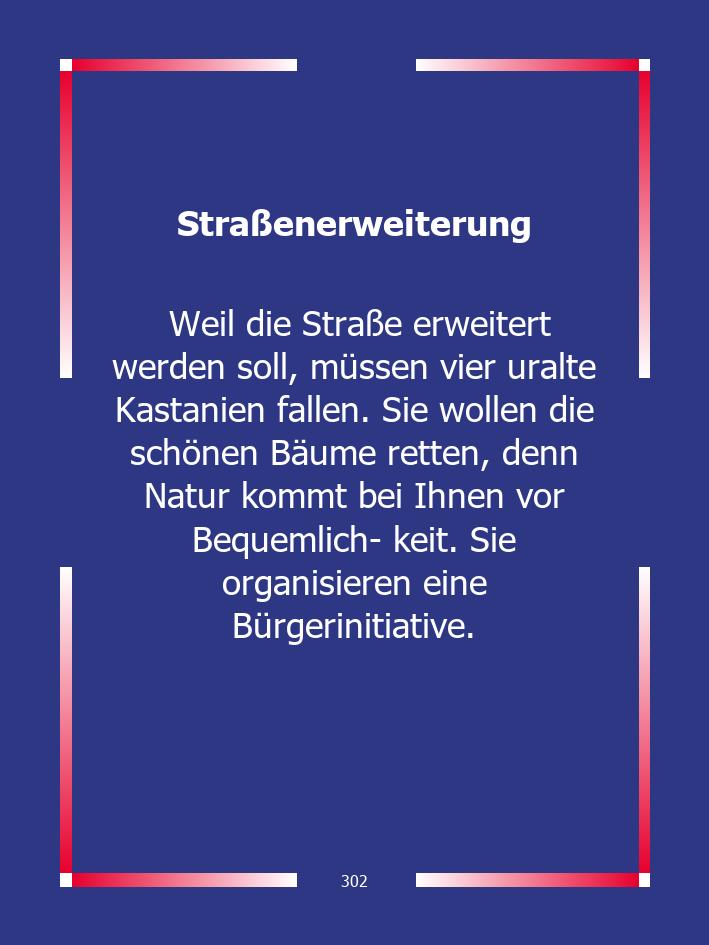 Straßenerweiterung
Weil die Straße erweitert
werden soll, müssen vier uralte
Kastanien fallen. Sie wollen die
schönen Bäume retten, denn
Natur kommt bei Ihnen vor
Bequemlich- keit. Sie
organisieren eine
Bürgerinitiative.
302